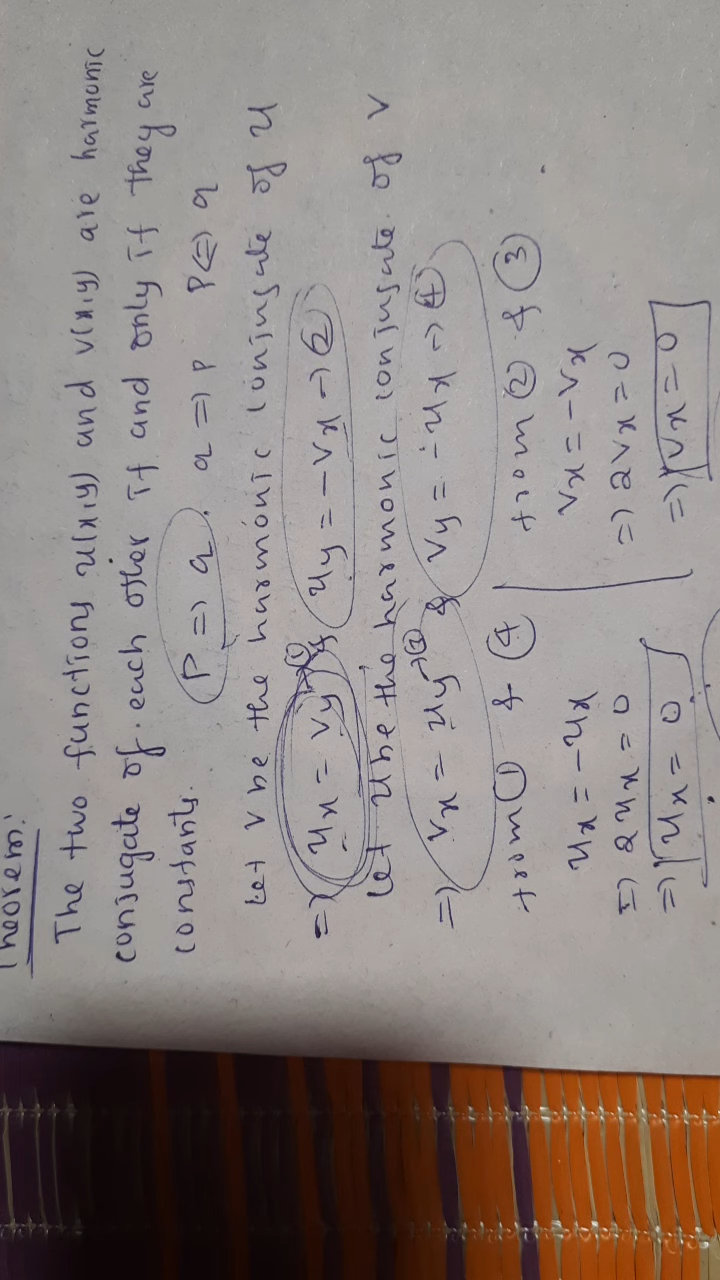 Theorem:
The two functions u(x,y) and v(x,y) are harmonic
conjugate of each other if and only if they are
constants. P => q, q => P P <=> q
Let v be the harmonic conjugate of u
=> ux = vy → ① & uy = -vx → ②
Let u be the harmonic conjugate of v
=> vx = uy → & vy = -ux → ④
from ① & ④ from ② & ③
ux = -ux vx = -vx
=> 2ux = 0 => 2vx = 0
=> ux = 0 => vx = 0